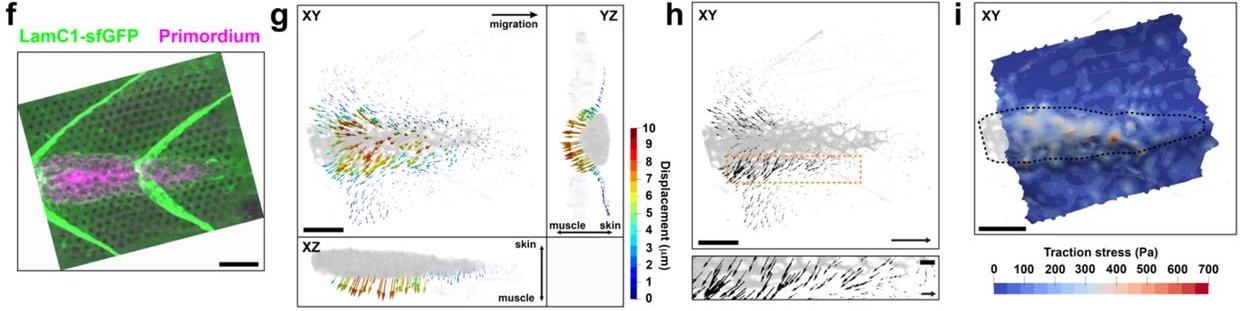 f
LamC1-sfGFP Primordium
g
XY
migration
YZ
muscle skin
XZ
skin
muscle
10
9
8
7
6
5
4
3
2
1
0
Displacement (μm)
h
XY
i
XY
Traction stress (Pa)
0 100 200 300 400 500 600 700